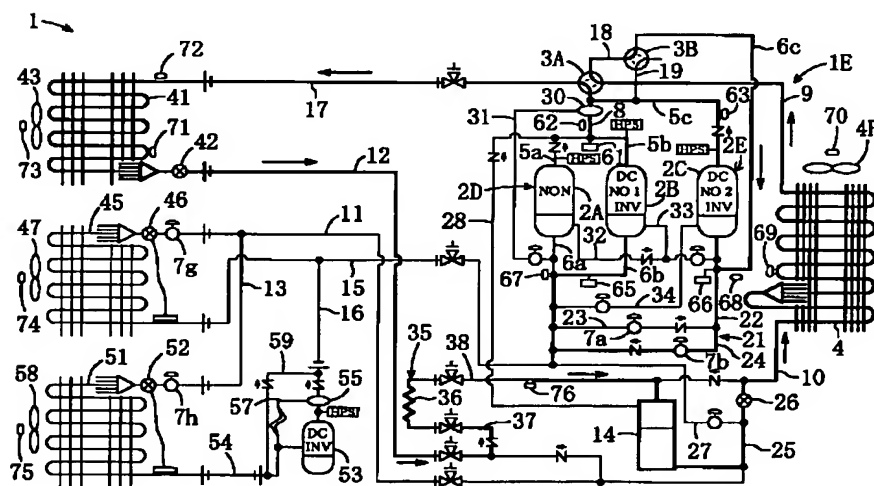 1
72
43
41
71
42
73
17
12
18
3A
3B
6c
19
1E
30
8
5c
63
9
31
62
HPS
61
5b
5a
HPS
HPS
2C
2E
70
4F
2D
NON
2A
DC NO 1 INV
2B
DC NO 2 INV
33
32
28
45
46
11
47
7g
13
15
16
74
67
6a
65
6b
34
66
68
69
23
7a
22
21
24
7b
4
10
51
52
58
7h
59
57
55
HPS
DC INV
53
54
75
35
38
36
76
37
14
27
26
25